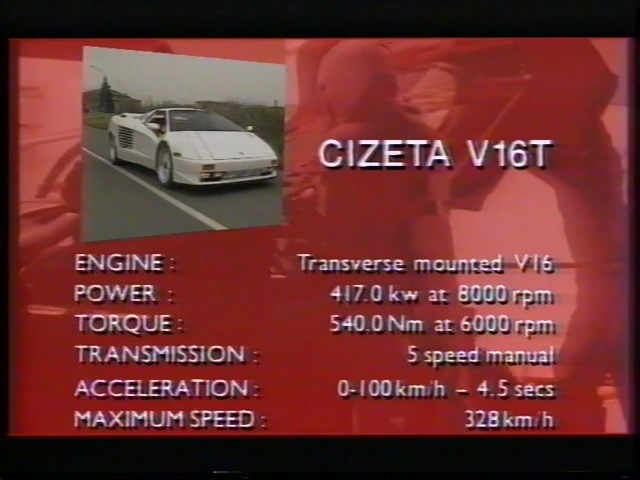 CIZETA V16T
ENGINE : Transverse mounted V16
POWER : 417.0 kw at 8000 rpm
TORQUE : 540.0 Nm at 6000 rpm
TRANSMISSION : 5 speed manual
ACCELERATION : 0-100 km/h – 4.5 secs
MAXIMUM SPEED : 328 km/h